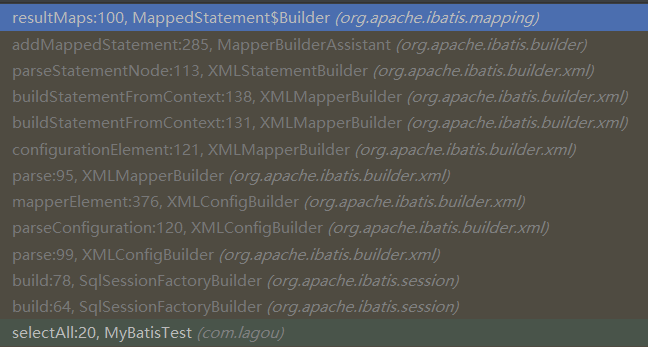 resultMaps:100, MappedStatement$Builder (org.apache.ibatis.mapping)
addMappedStatement:285, MapperBuilderAssistant (org.apache.ibatis.builder)
parseStatementNode:113, XMLStatementBuilder (org.apache.ibatis.builder.xml)
buildStatementFromContext:138, XMLMapperBuilder (org.apache.ibatis.builder.xml)
buildStatementFromContext:131, XMLMapperBuilder (org.apache.ibatis.builder.xml)
configurationElement:121, XMLMapperBuilder (org.apache.ibatis.builder.xml)
parse:95, XMLMapperBuilder (org.apache.ibatis.builder.xml)
mapperElement:376, XMLConfigBuilder (org.apache.ibatis.builder.xml)
parseConfiguration:120, XMLConfigBuilder (org.apache.ibatis.builder.xml)
parse:99, XMLConfigBuilder (org.apache.ibatis.builder.xml)
build:78, SqlSessionFactoryBuilder (org.apache.ibatis.session)
build:64, SqlSessionFactoryBuilder (org.apache.ibatis.session)
selectAll:20, MyBatisTest (com.lagou)